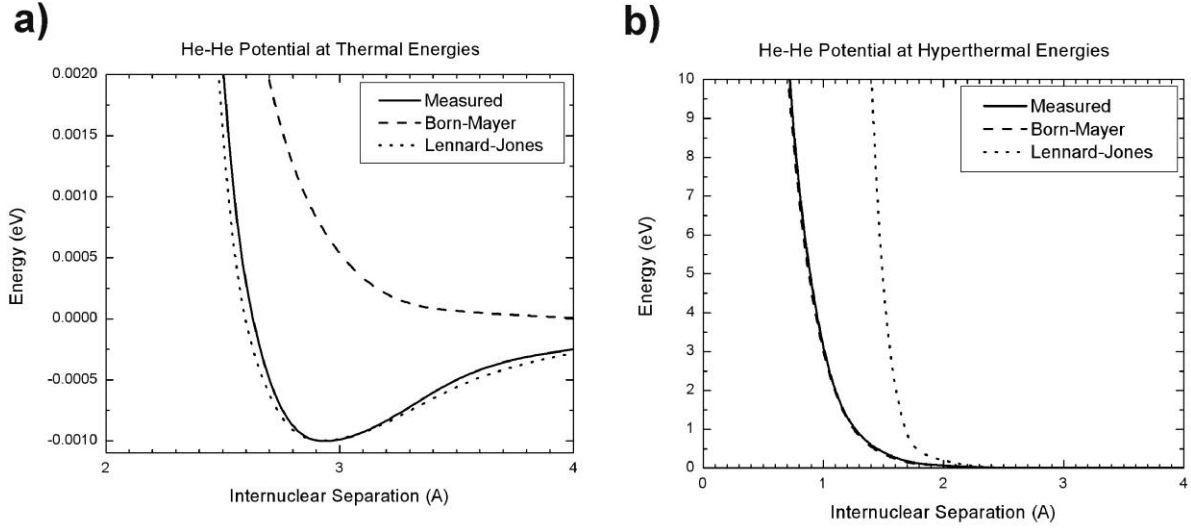 a)
He-He Potential at Thermal Energies
0.0020
0.0015
0.0010
0.0005
0.0000
-0.0005
-0.0010
Energy (eV)
Measured
Born-Mayer
Lennard-Jones
2
3
4
Internuclear Separation (A)
b)
He-He Potential at Hyperthermal Energies
10
9
8
7
6
5
4
3
2
1
0
Energy (eV)
Measured
Born-Mayer
Lennard-Jones
0
1
2
3
4
Internuclear Separation (A)